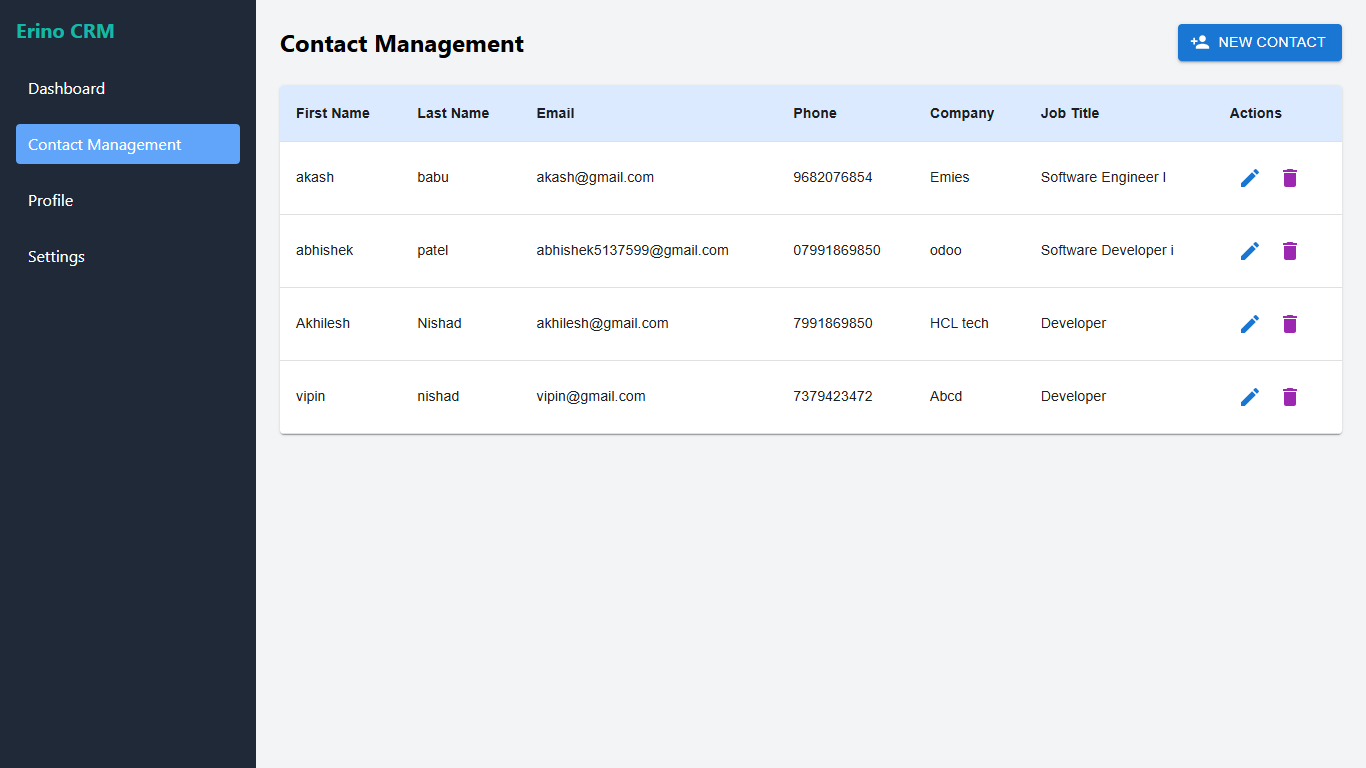 Erino CRM
Dashboard
Contact Management
Profile
Settings
Contact Management
NEW CONTACT
First Name Last Name Email Phone Company Job Title Actions
akash babu akash@gmail.com 9682076854 Emies Software Engineer I
abhishek patel abhishek5137599@gmail.com 07991869850 odoo Software Developer i
Akhilesh Nishad akhilesh@gmail.com 7991869850 HCL tech Developer
vipin nishad vipin@gmail.com 7379423472 Abcd Developer